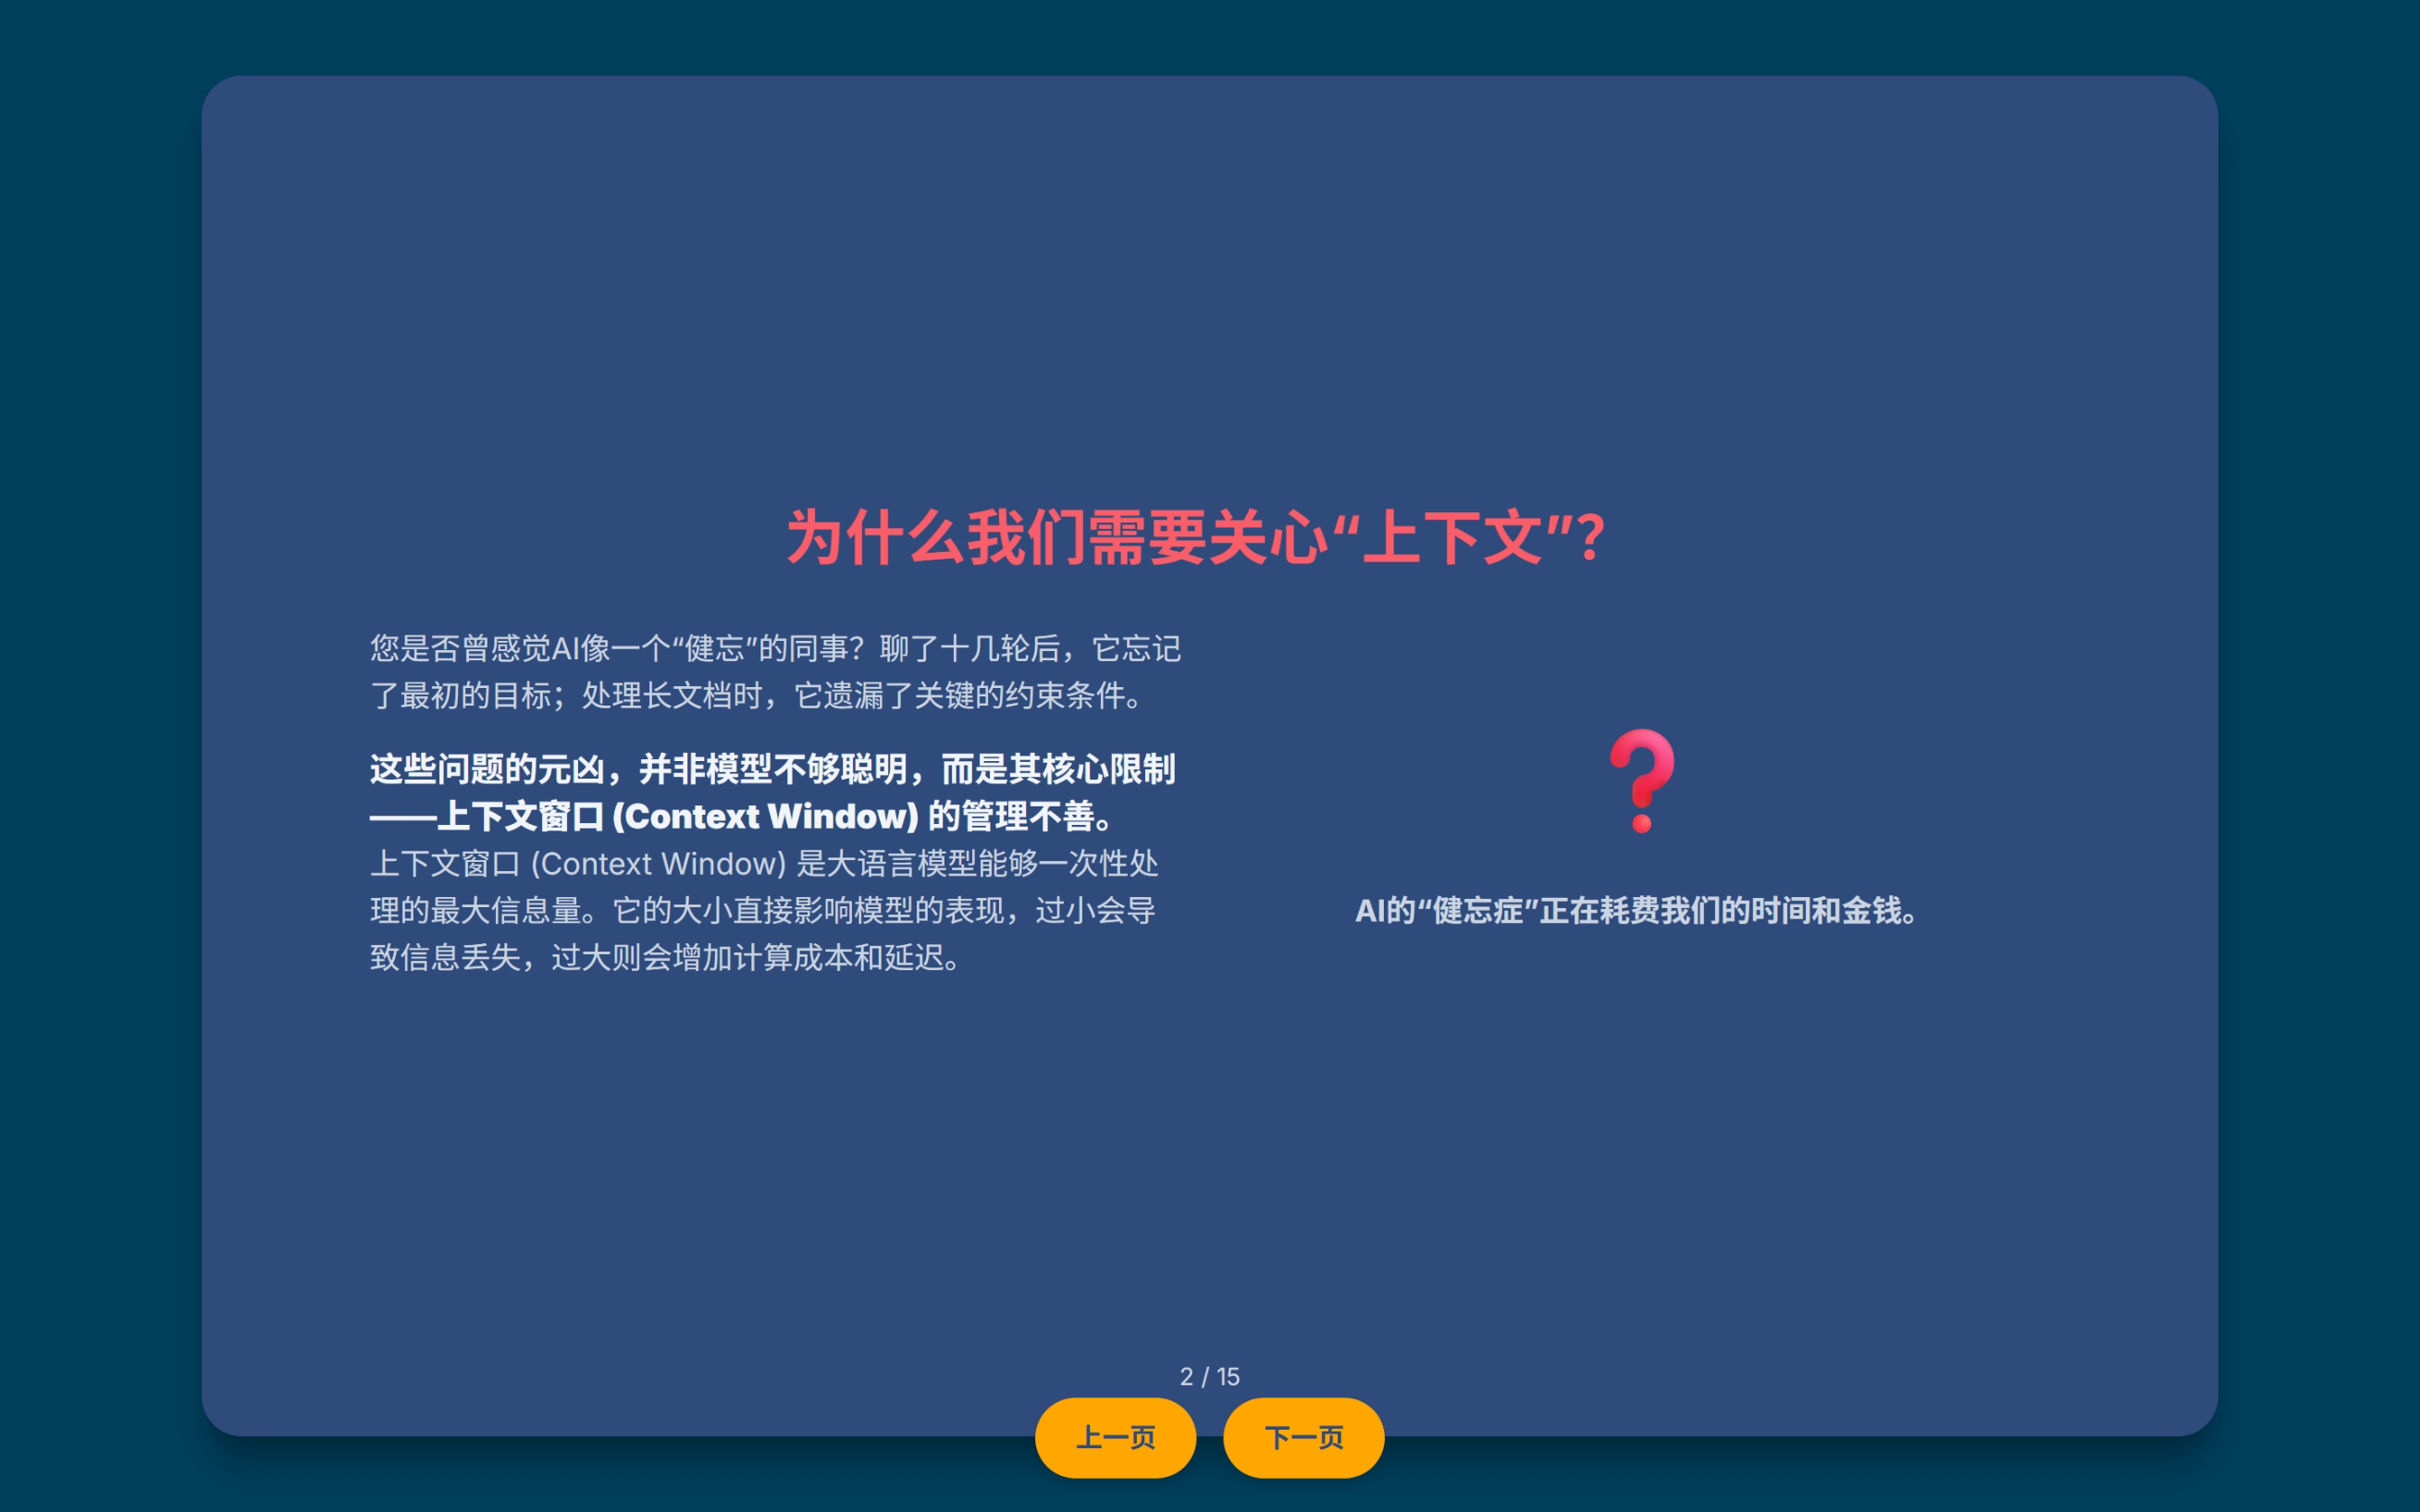 为什么我们需要关心“上下文”？
您是否曾感觉AI像一个“健忘”的同事？聊了十几轮后，它忘记
了最初的目标；处理长文档时，它遗漏了关键的约束条件。
这些问题的元凶，并非模型不够聪明，而是其核心限制
——上下文窗口 (Context Window) 的管理不善。
上下文窗口 (Context Window) 是大语言模型能够一次性处
理的最大信息量。它的大小直接影响模型的表现，过小会导
致信息丢失，过大则会增加计算成本和延迟。
AI的“健忘症”正在耗费我们的时间和金钱。
2 / 15
上一页
下一页